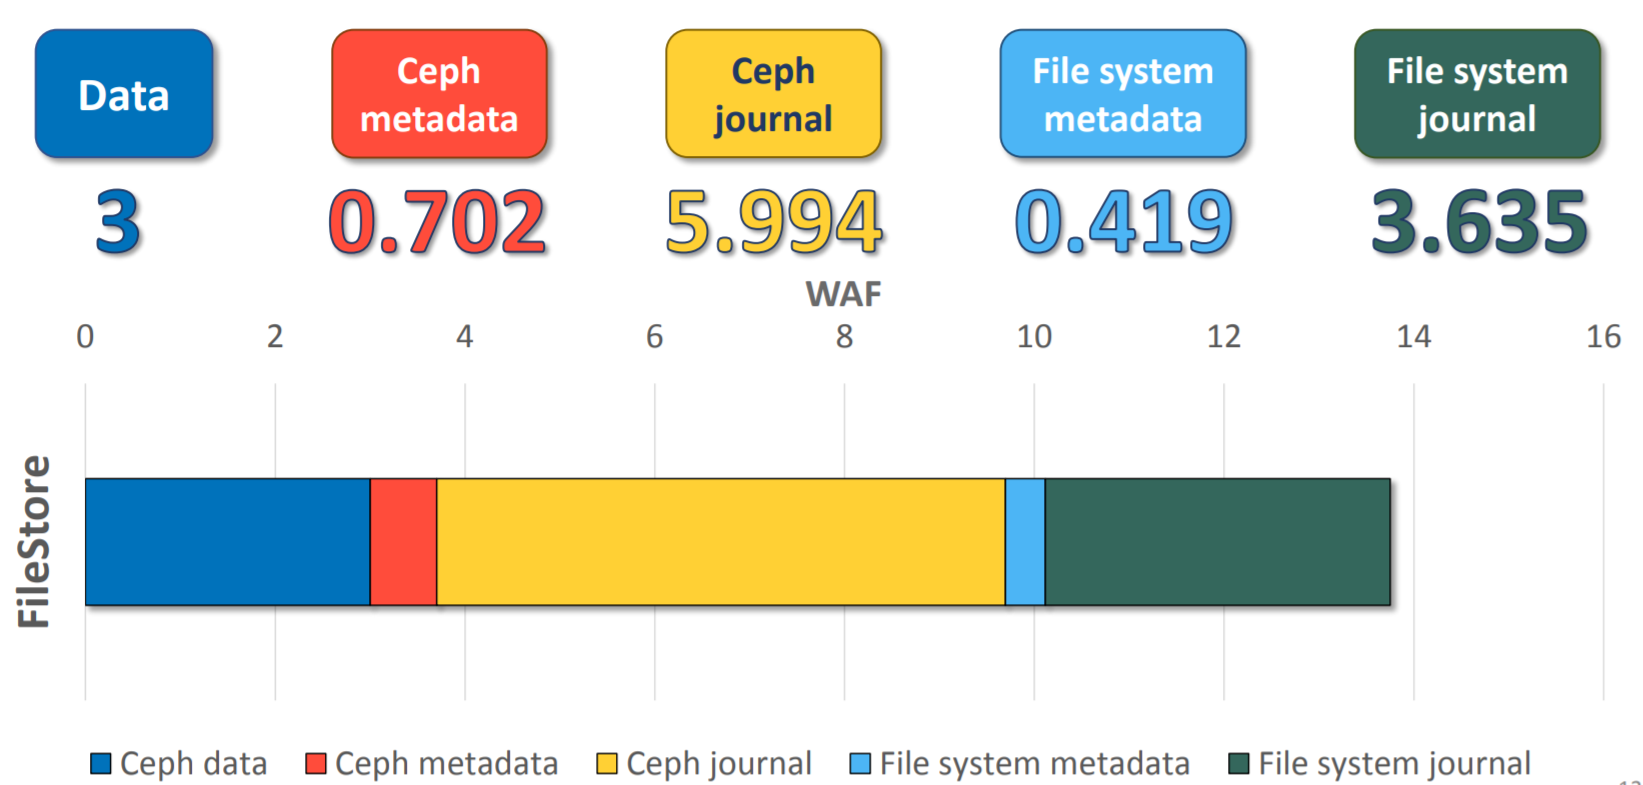 Data
Ceph
metadata
Ceph
journal
File system
metadata
File system
journal
3
0.702
5.994
0.419
3.635
WAF
0 2 4 6 8 10 12 14 16
FileStore
Ceph data Ceph metadata Ceph journal File system metadata File system journal